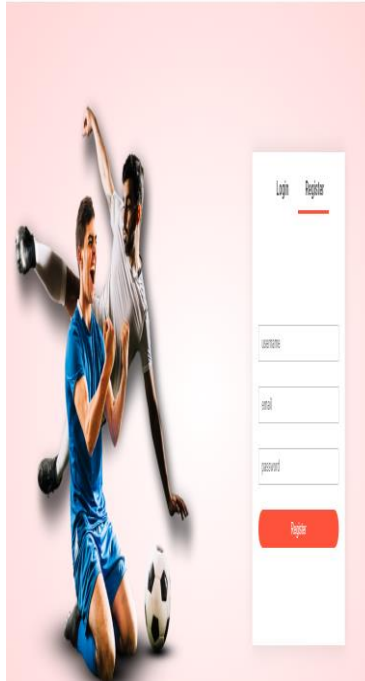 Login Register
username
email
password
Register